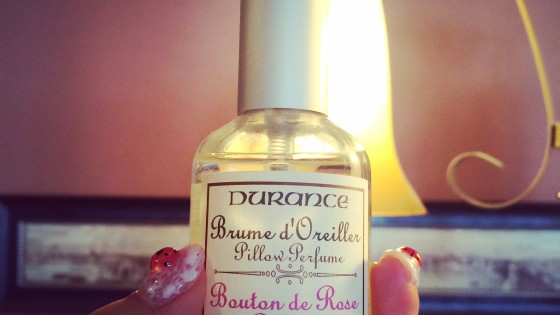 DURANCE
Brume d'Oreiller
Pillow Perfume
Bouton de Rose